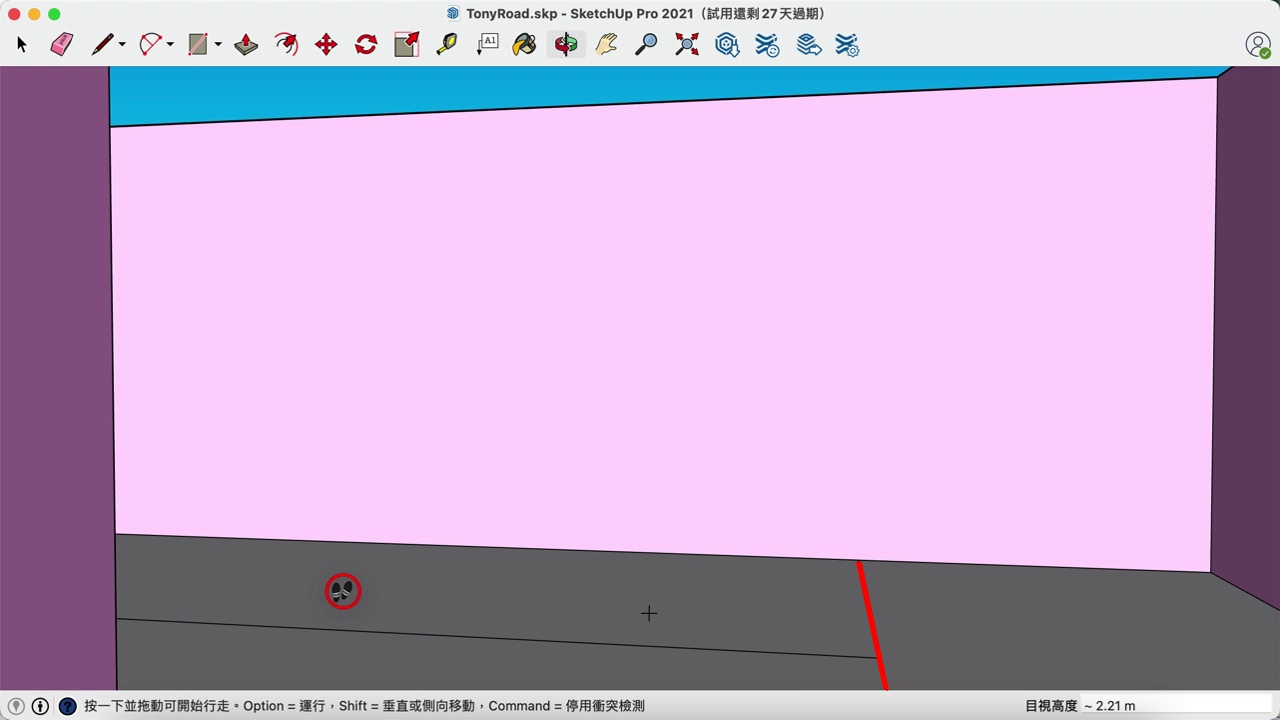 TonyRoad.skp - SketchUp Pro 2021（試用還剩 27 天過期）
A1
按一下並拖動可開始行走。Option = 運行，Shift = 垂直或側向移動，Command = 停用衝突檢測
目視高度 ~ 2.21 m